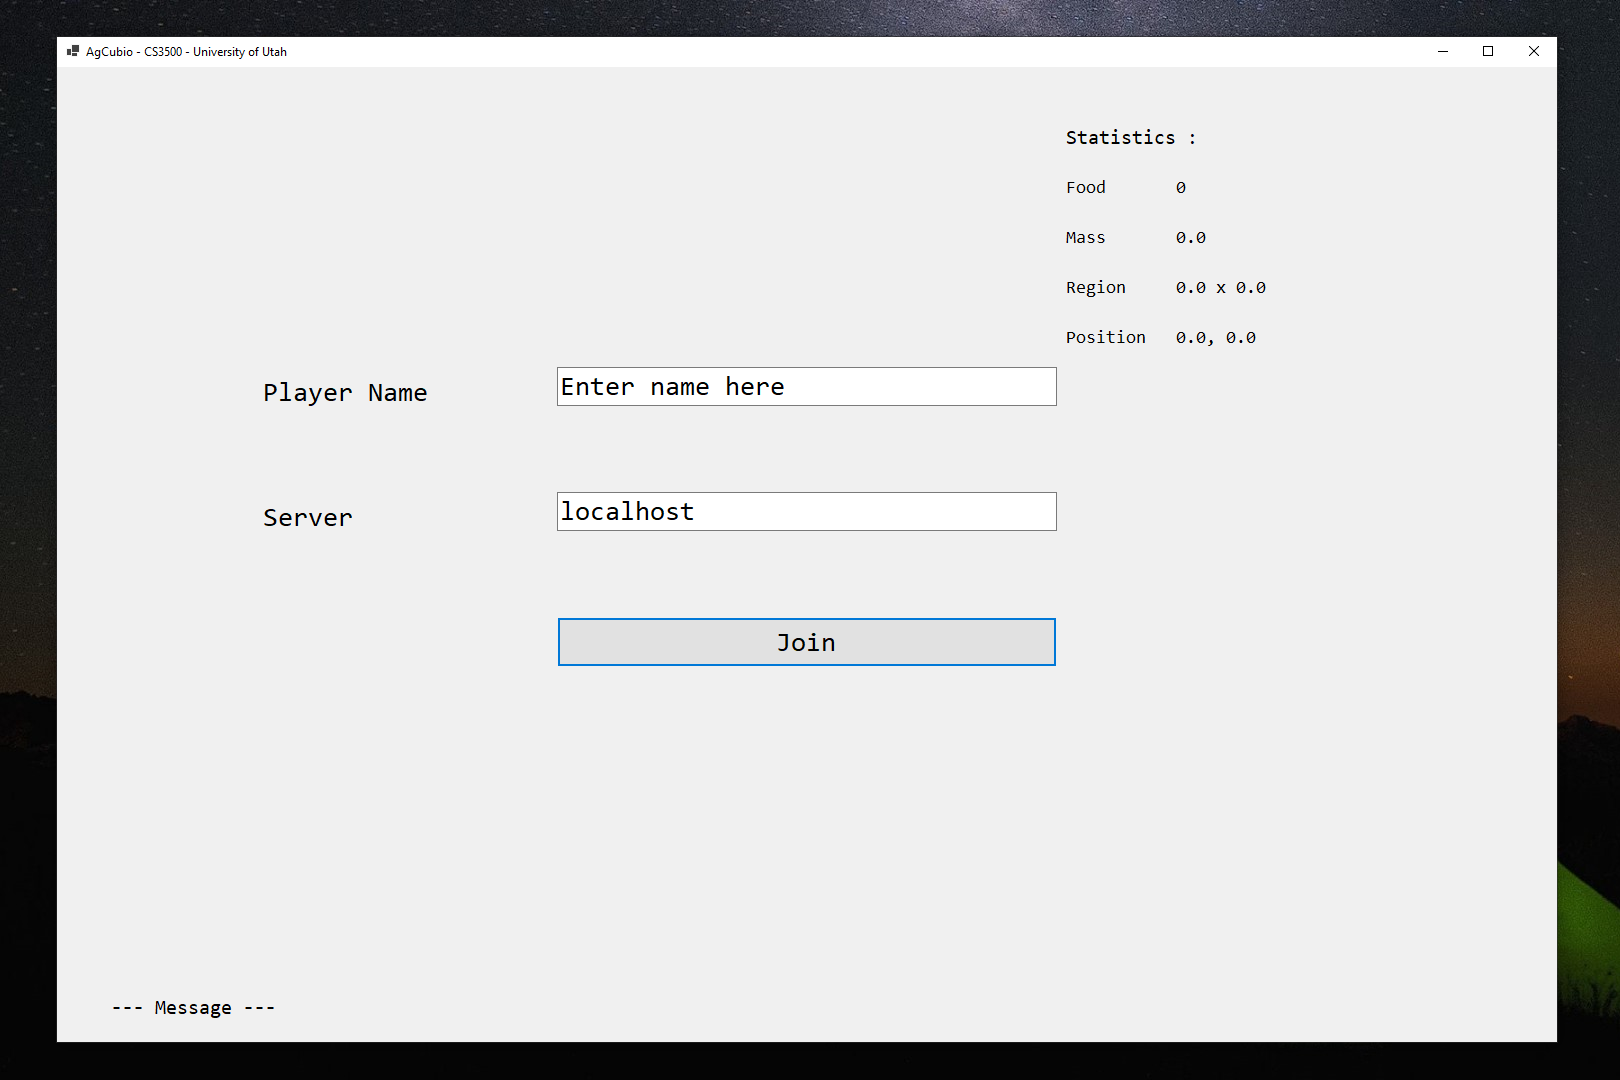 AgCubio - CS3500 - University of Utah
Statistics :
Food 0
Mass 0.0
Region 0.0 x 0.0
Position 0.0, 0.0
Player Name Enter name here
Server localhost
Join
--- Message ---